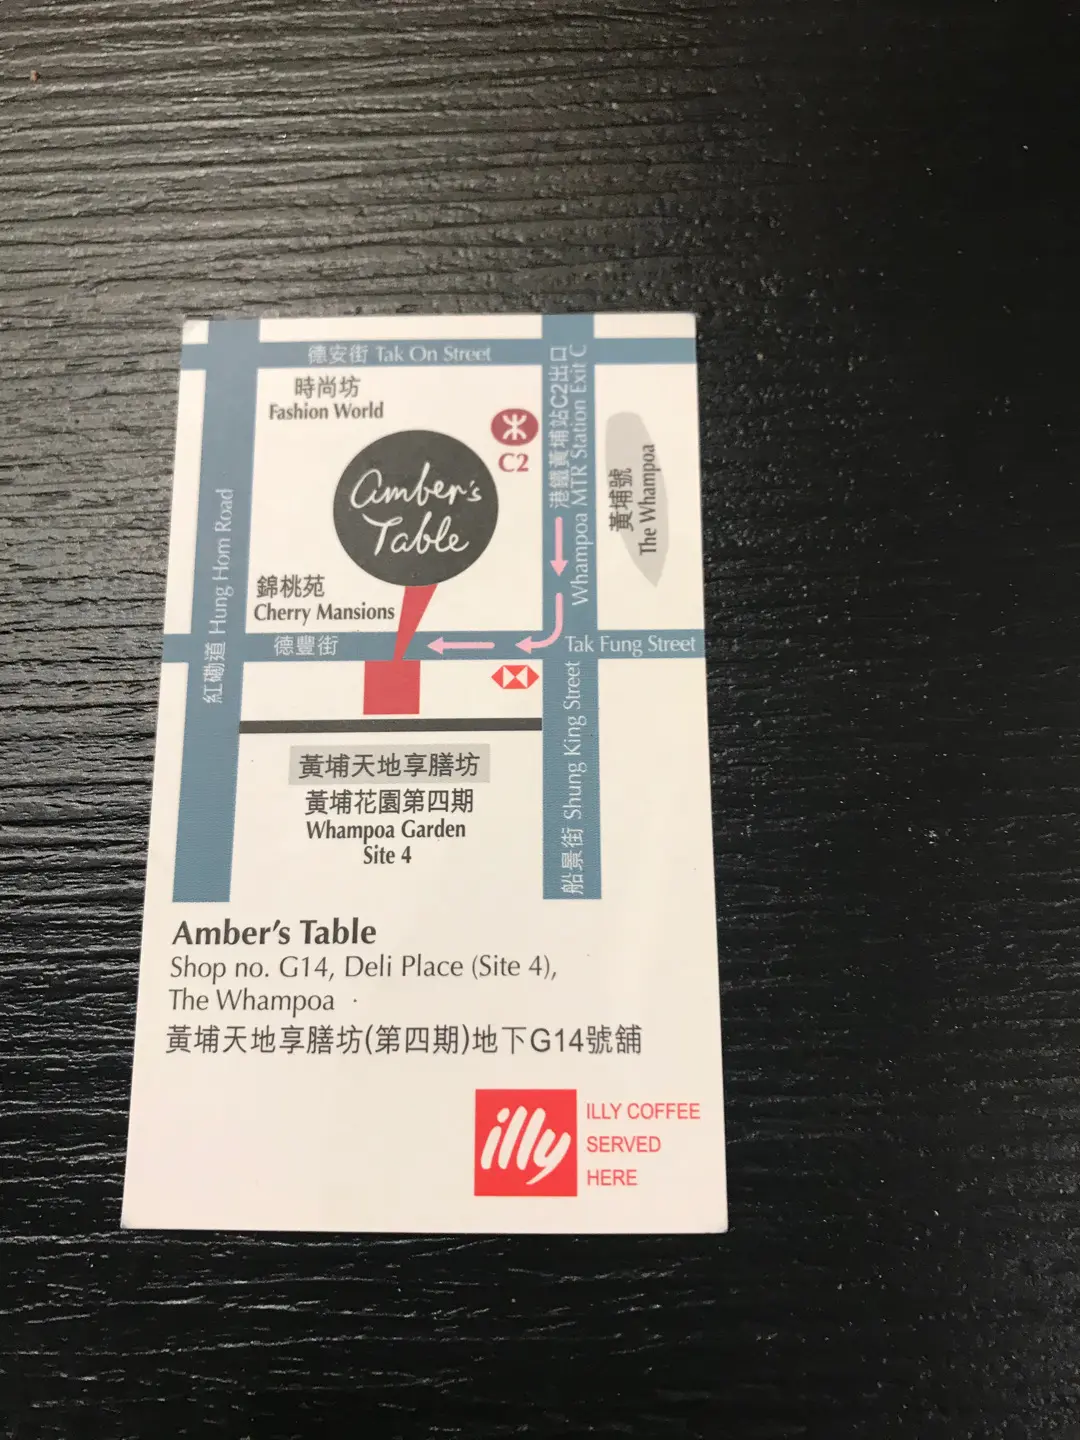 德安街 Tak On Street
時尚坊
Fashion World
C2
港鐵黃埔站C2出口
Whampoa MTR Station Exit C
黃埔號
The Whampoa
amber's
Table
紅磡道 Hung Hom Road
錦桃苑
Cherry Mansions
德豐街
Tak Fung Street
船景街 Shung King Street
黃埔天地享膳坊
黃埔花園第四期
Whampoa Garden
Site 4
Amber's Table
Shop no. G14, Deli Place (Site 4),
The Whampoa
黃埔天地享膳坊(第四期)地下G14號舖
illy
ILLY COFFEE
SERVED
HERE